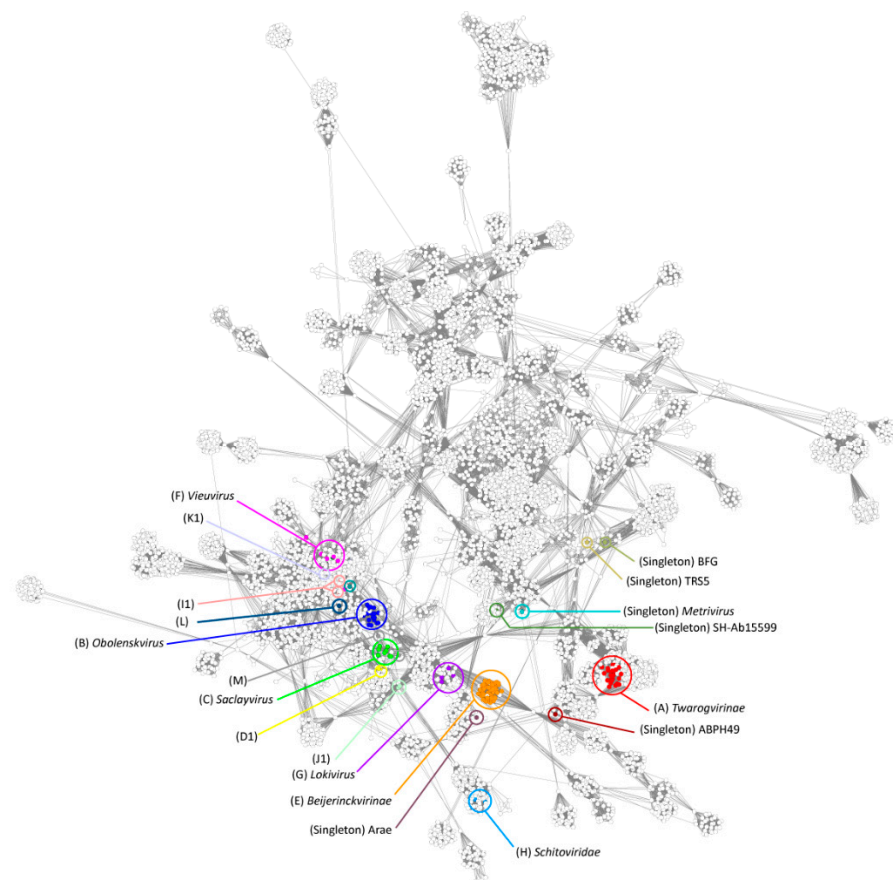 (F) Vieuvirus
(K1)
(I1)
(L)
(B) Obolenskvirus
(M)
(C) Saclayvirus
(D1)
(J1)
(G) Lokivirus
(E) Beijerinckvirinae
(Singleton) Arae
(H) Schitoviridae
(Singleton) BFG
(Singleton) TRS5
(Singleton) Metrivirus
(Singleton) SH-Ab15599
(A) Twarogvirinae
(Singleton) ABPH49